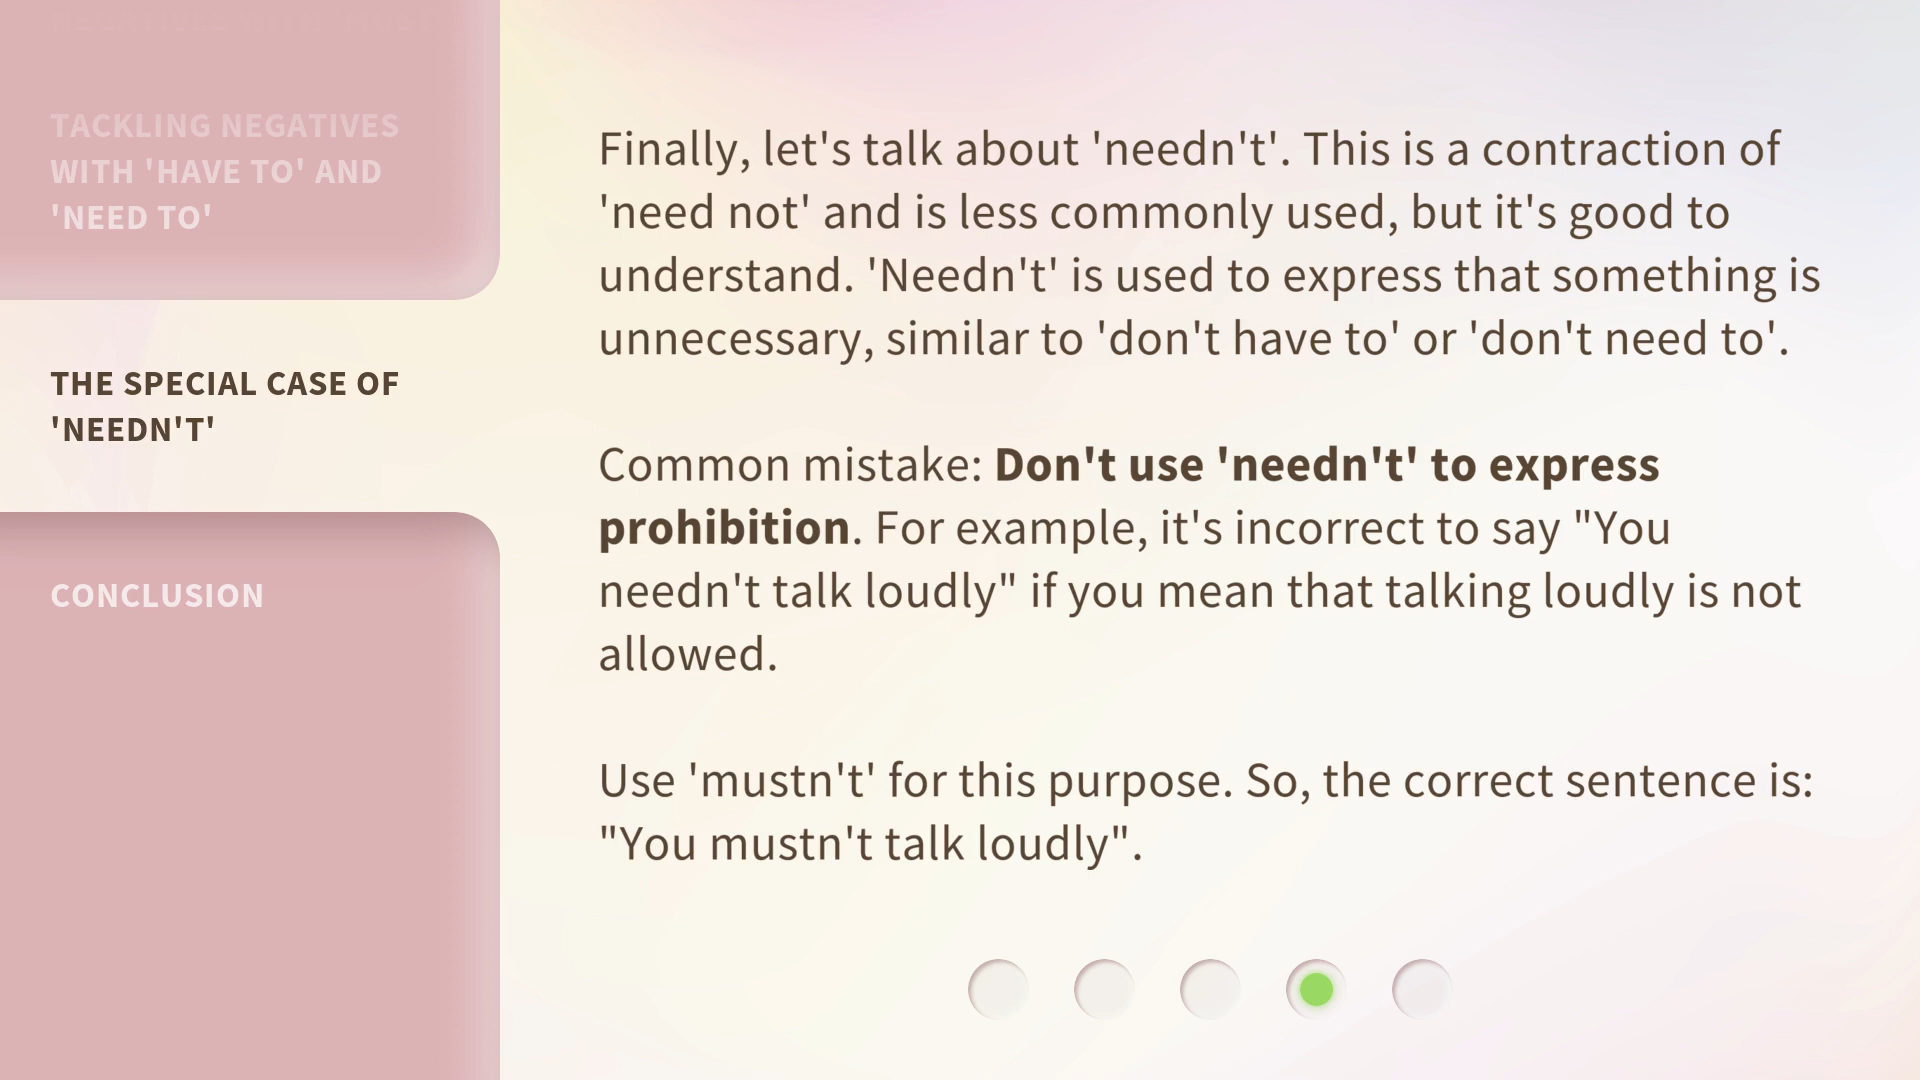 TACKLING NEGATIVES
WITH 'HAVE TO' AND
'NEED TO'
THE SPECIAL CASE OF
'NEEDN'T'
CONCLUSION
Finally, let's talk about 'needn't'. This is a contraction of
'need not' and is less commonly used, but it's good to
understand. 'Needn't' is used to express that something is
unnecessary, similar to 'don't have to' or 'don't need to'.
Common mistake: Don't use 'needn't' to express
prohibition. For example, it's incorrect to say "You
needn't talk loudly" if you mean that talking loudly is not
allowed.
Use 'mustn't' for this purpose. So, the correct sentence is:
"You mustn't talk loudly".